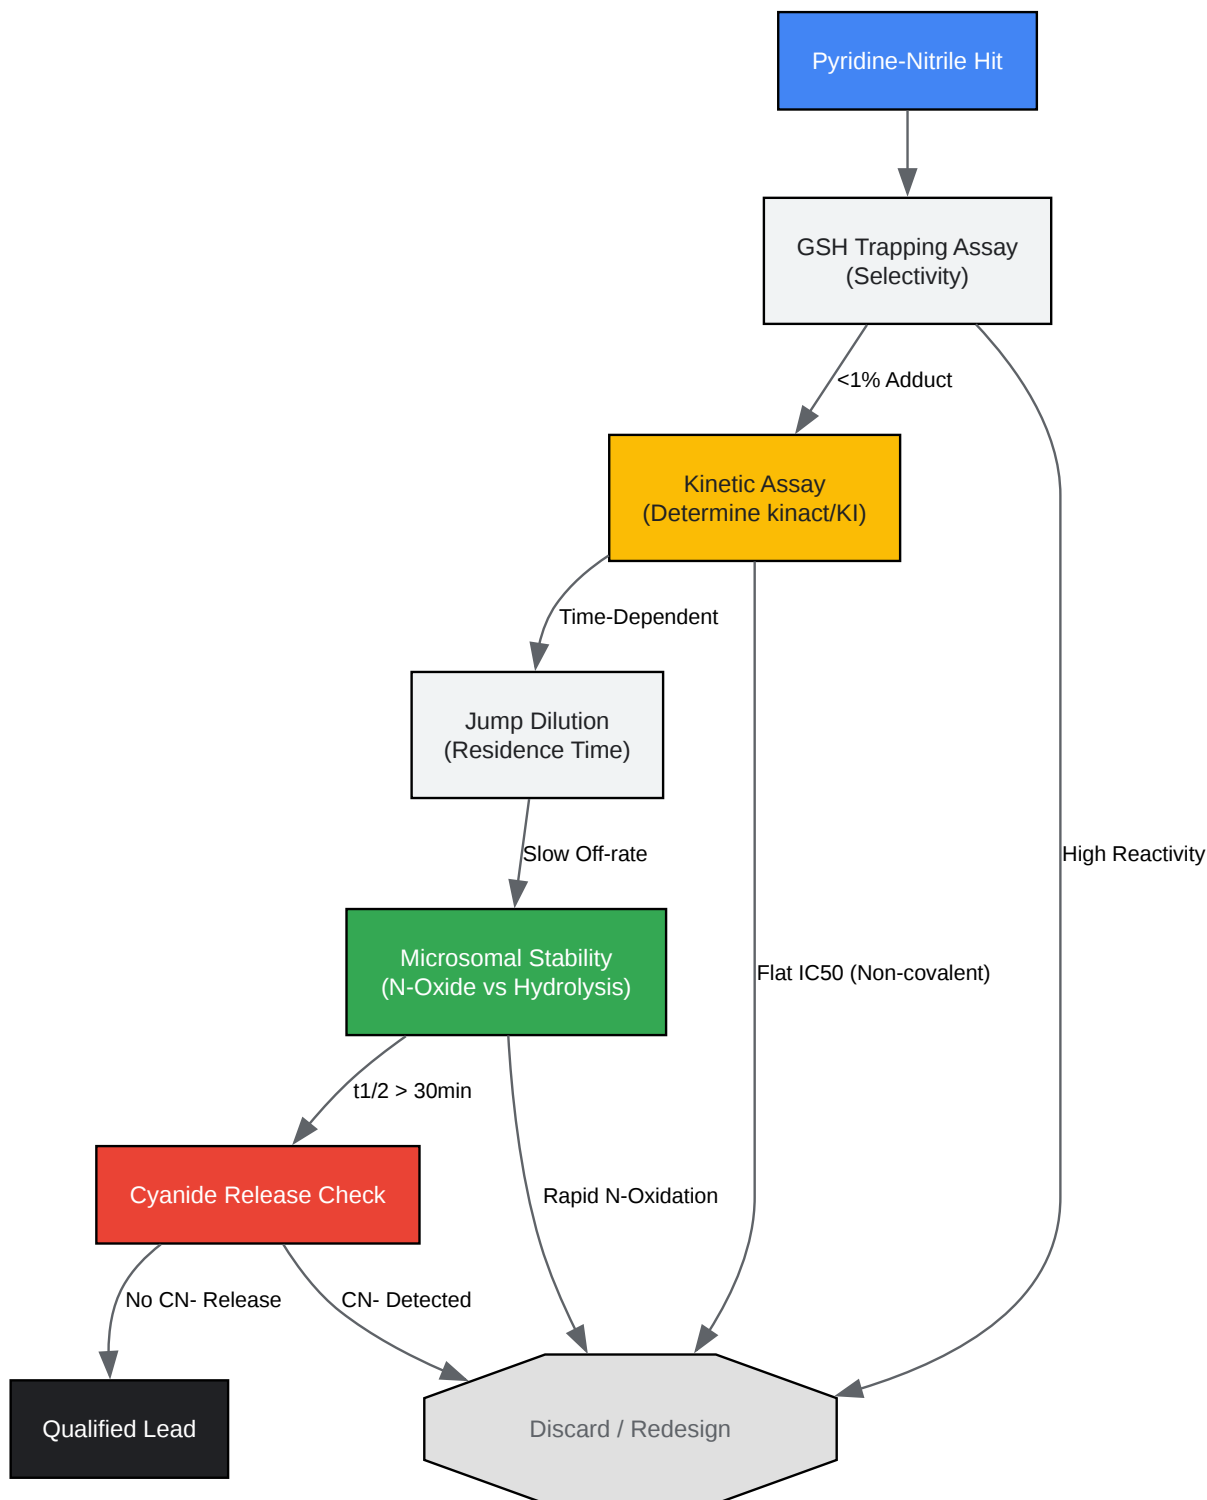 Pyridine-Nitrile Hit
GSH Trapping Assay
(Selectivity)
<1% Adduct
Kinetic Assay
(Determine kinact/KI)
Time-Dependent
Jump Dilution
(Residence Time)
Slow Off-rate
High Reactivity
Microsomal Stability
(N-Oxide vs Hydrolysis)
Flat IC50 (Non-covalent)
t1/2 > 30min
Cyanide Release Check
Rapid N-Oxidation
No CN- Release
CN- Detected
Qualified Lead
Discard / Redesign